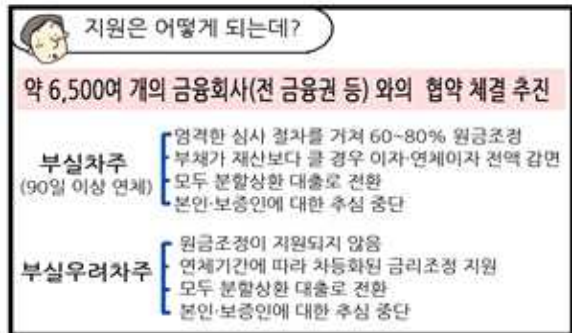 지원은 어떻게 되는데?
약 6,500여 개의 금융회사(전 금융권 등) 와의 협약 체결 추진
엄격한 심사 절차를 거쳐 60~80% 원금조정
부실차주
부채가 재산보다 클 경우 이자·연체이자 전액 감면
(90일 이상 연체)
모두 분할상환 대출로 전환
본인·보증인에 대한 추심 중단
원금조정이 지원되지 않음
부실우려차주
연체기간에 따라 차등화된 금리조정 지원
모두 분할상환 대출로 전환
본인·보증인에 대한 추심 중단